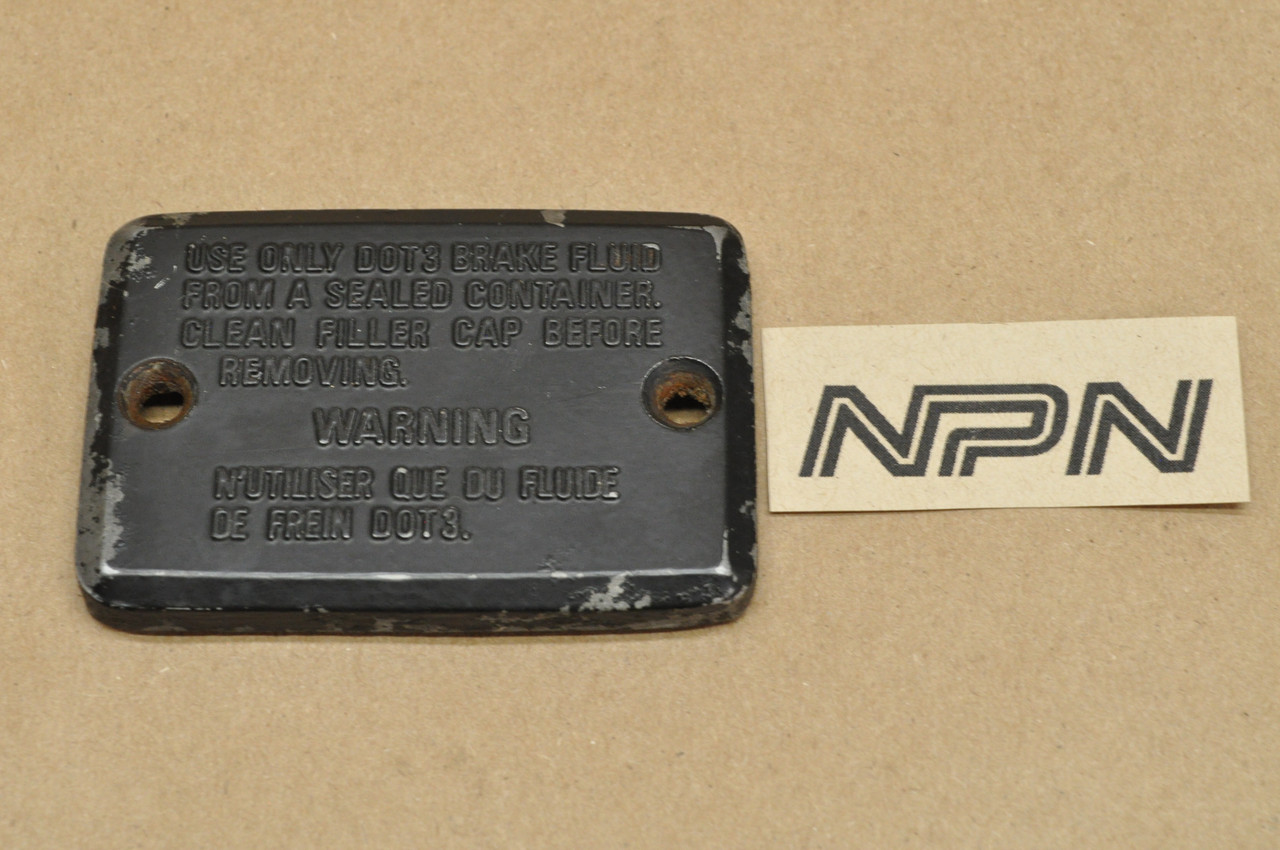 USE ONLY DOT3 BRAKE FLUID
FROM A SEALED CONTAINER.
CLEAN FILLER CAP BEFORE
REMOVING.
WARNING
N'UTILISER QUE DU FLUIDE
DE FREIN DOT3.
NPN